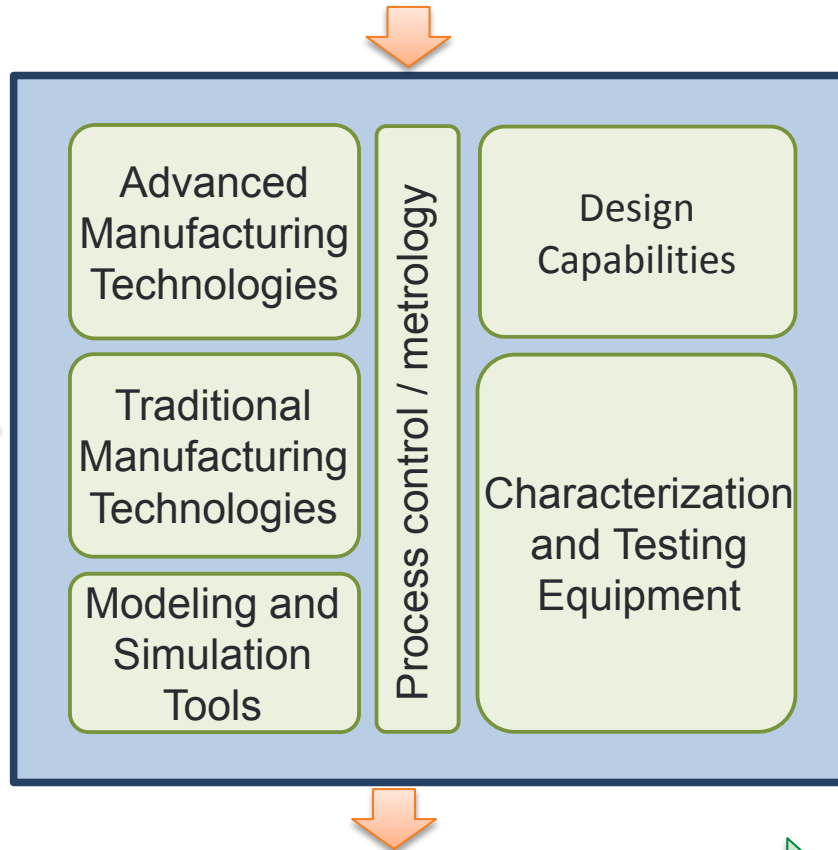 Advanced
Manufacturing
Technologies
Traditional
Manufacturing
Technologies
Modeling and
Simulation
Tools
Process control / metrology
Design
Capabilities
Characterization
and Testing
Equipment